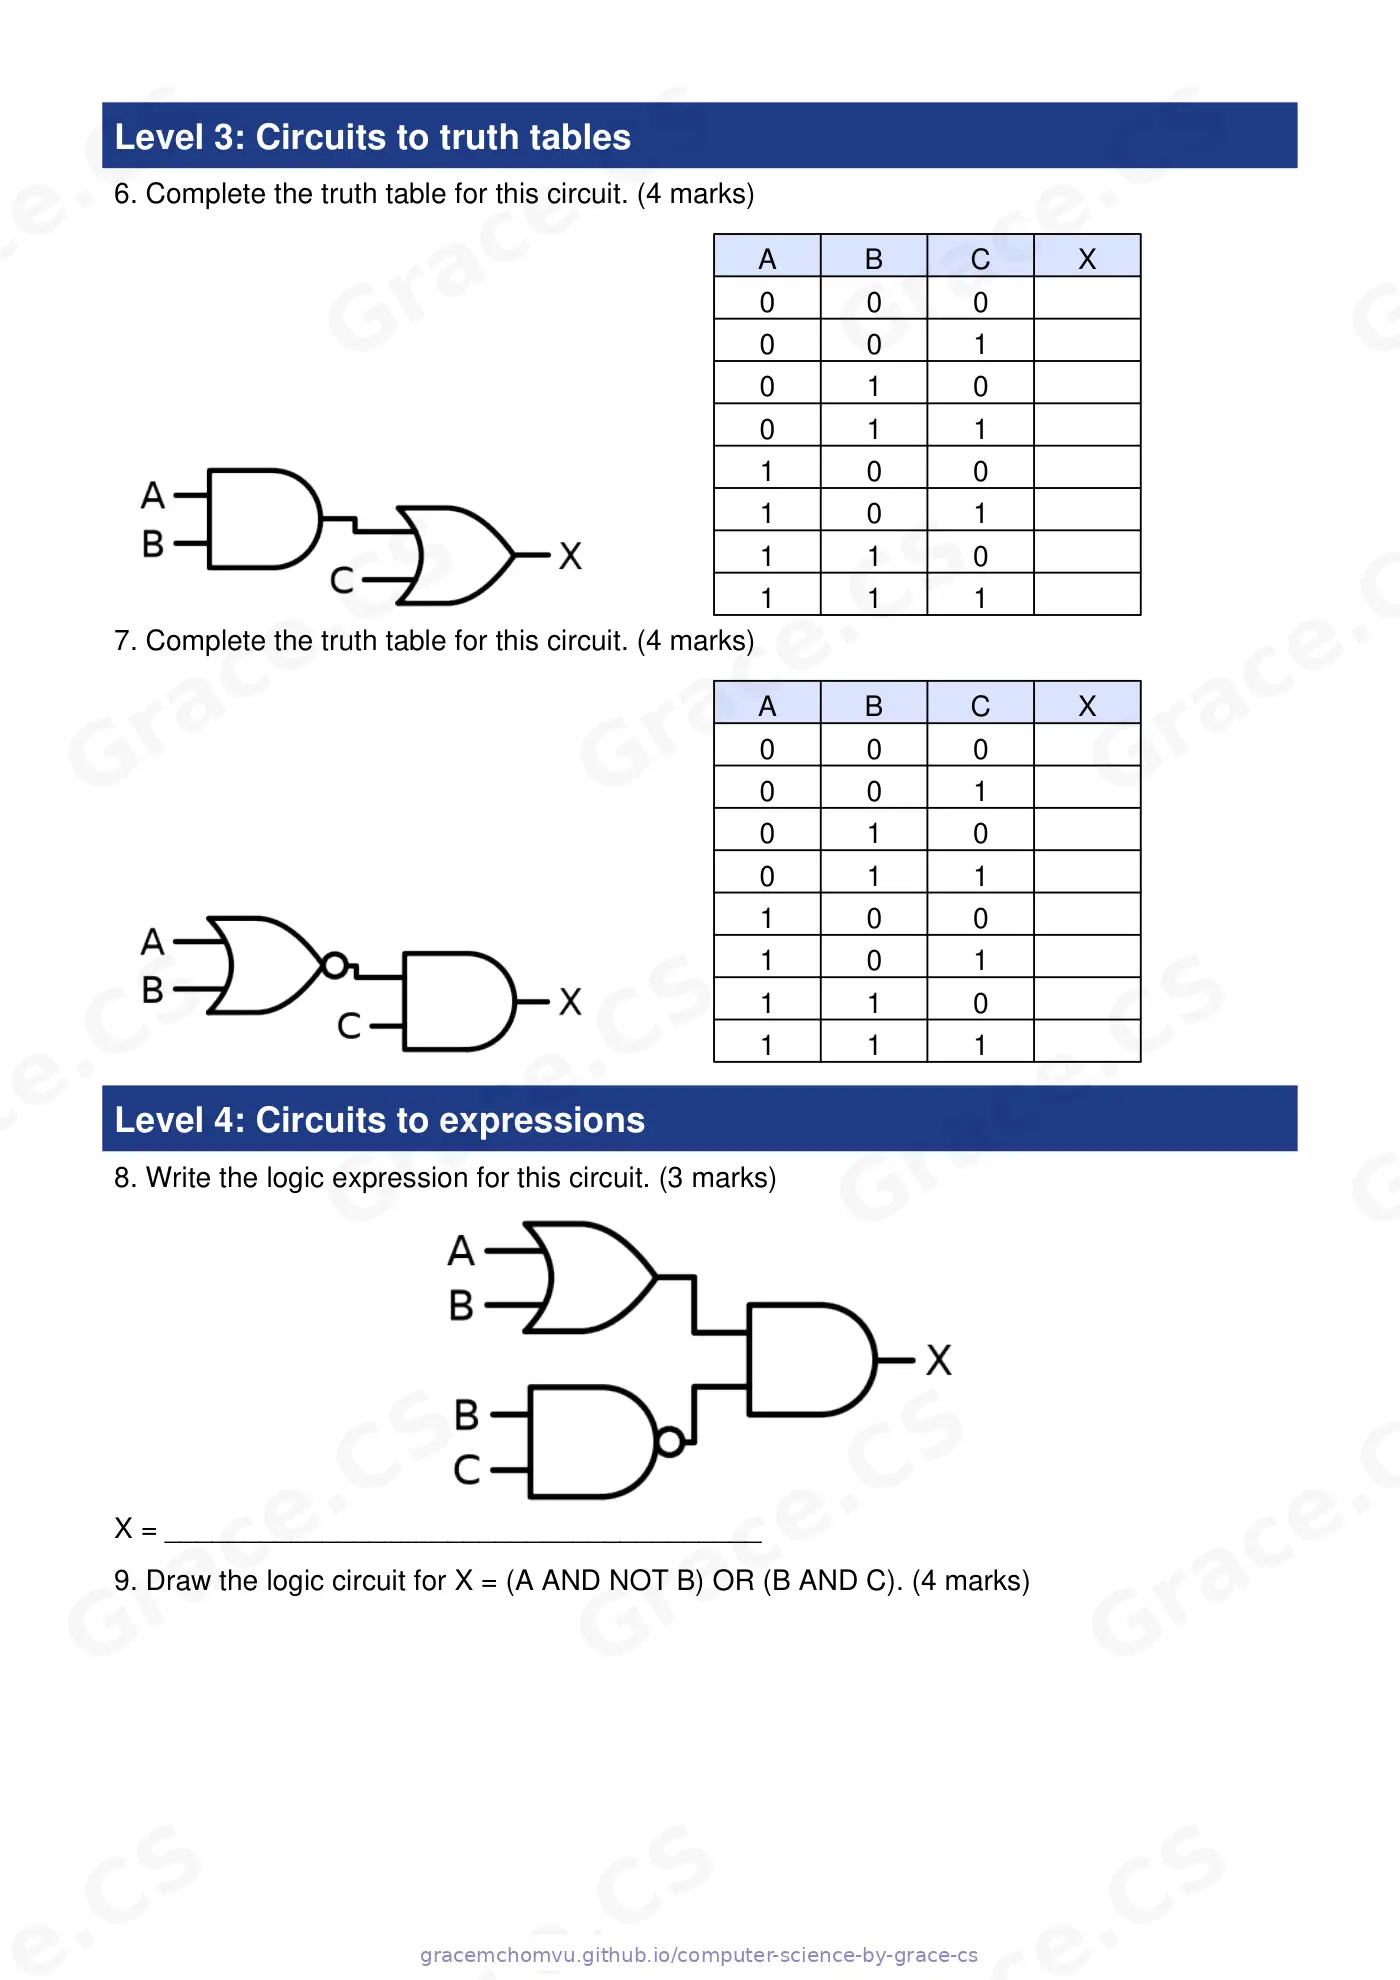 Level 3: Circuits to truth tables
6. Complete the truth table for this circuit. (4 marks)
A B C X
0 0 0
0 0 1
0 1 0
0 1 1
1 0 0
1 0 1
1 1 0
1 1 1
A
B
C
X
7. Complete the truth table for this circuit. (4 marks)
A B C X
0 0 0
0 0 1
0 1 0
0 1 1
1 0 0
1 0 1
1 1 0
1 1 1
A
B
C
X
Level 4: Circuits to expressions
8. Write the logic expression for this circuit. (3 marks)
A
B
X
B
C
X = ______________________________________
9. Draw the logic circuit for X = (A AND NOT B) OR (B AND C). (4 marks)
Grace.CS
gracemchomvu.github.io/computer-science-by-grace-cs